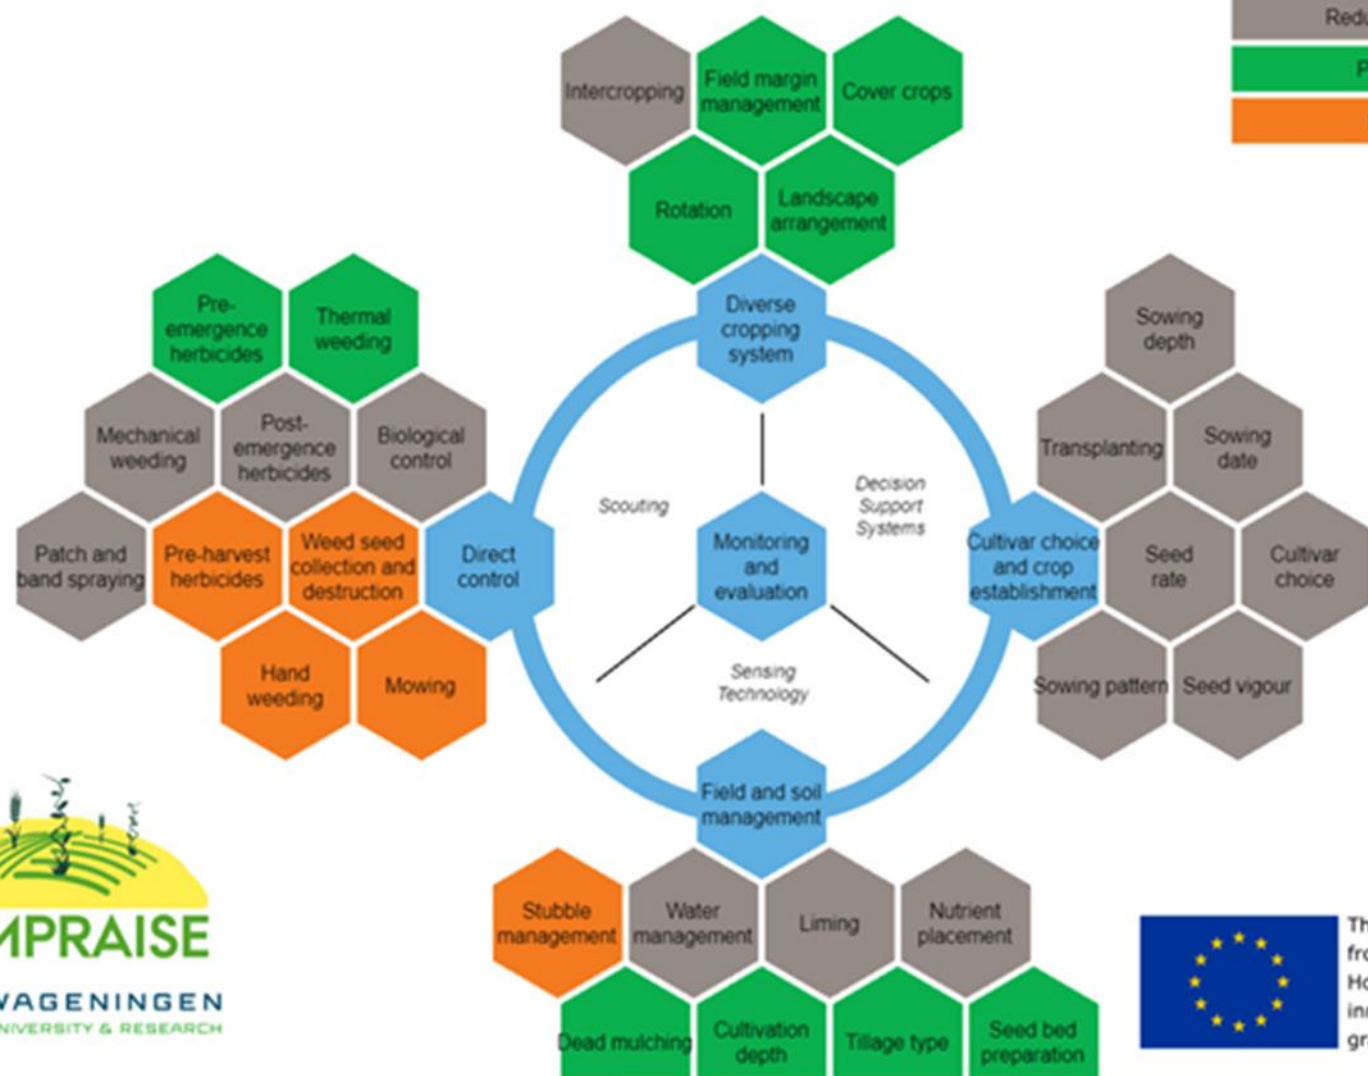 Intercropping
Field margin
management
Cover crops
Rotation
Landscape
arrangement
Pre-
emergence
herbicides
Thermal
weeding
Diverse
cropping
system
Sowing
depth
Mechanical
weeding
Post-
emergence
herbicides
Biological
control
Scouting
Decision
Support
Systems
Transplanting
Sowing
date
Patch and
band spraying
Pre-harvest
herbicides
Weed seed
collection and
destruction
Direct
control
Monitoring
and
evaluation
Cultivar choice
and crop
establishment
Seed
rate
Cultivar
choice
Hand
weeding
Mowing
Sensing
Technology
Sowing pattern
Seed vigour
Field and soil
management
Stubble
management
Water
management
Liming
Nutrient
placement
Dead mulching
Cultivation
depth
Tillage type
Seed bed
preparation
MPRAISE
WAGENINGEN
UNIVERSITY & RESEARCH